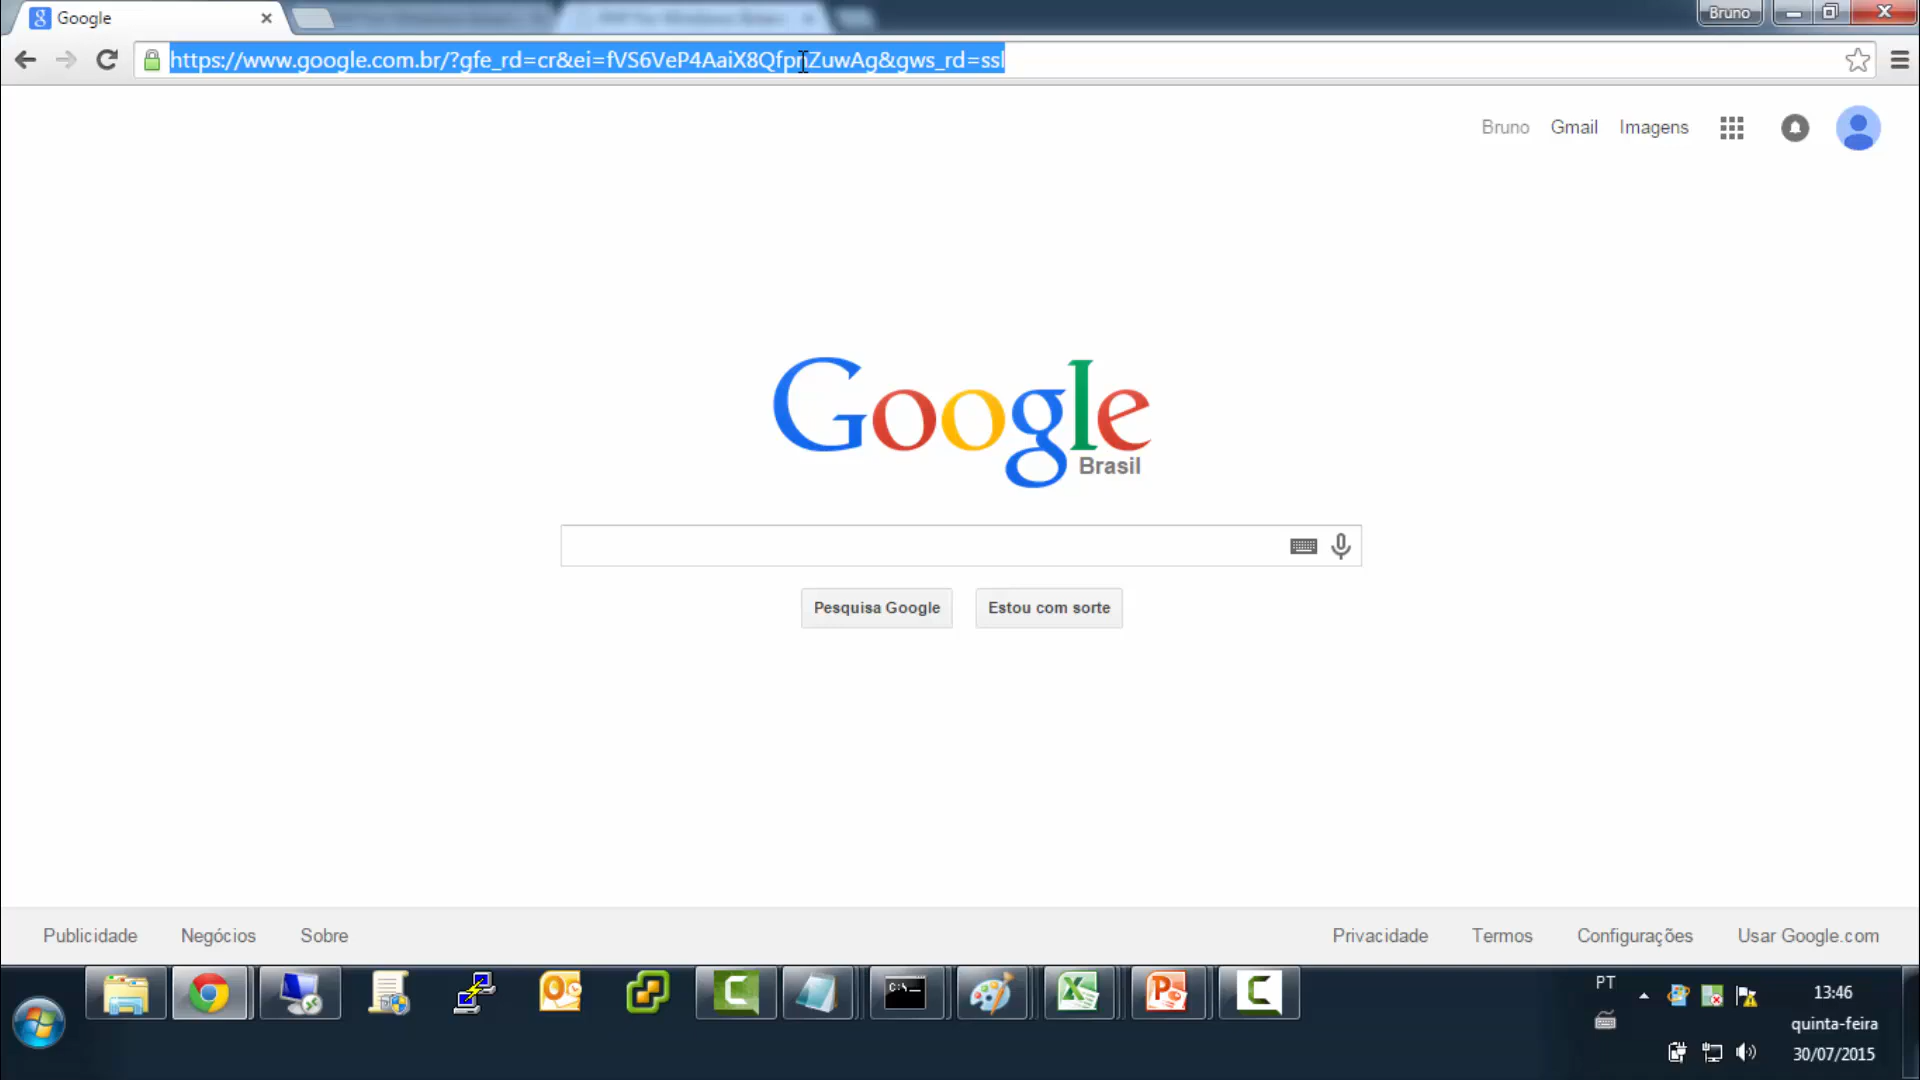 Google
Bruno
https://www.google.com.br/?gfe_rd=cr&ei=fVS6VeP4AaiX8QfpnZuwAg&gws_rd=ssl
Bruno Gmail Imagens
Google
Brasil
Pesquisa Google Estou com sorte
Publicidade Negócios Sobre Privacidade Termos Configurações Usar Google.com
PT
13:46
quinta-feira
30/07/2015